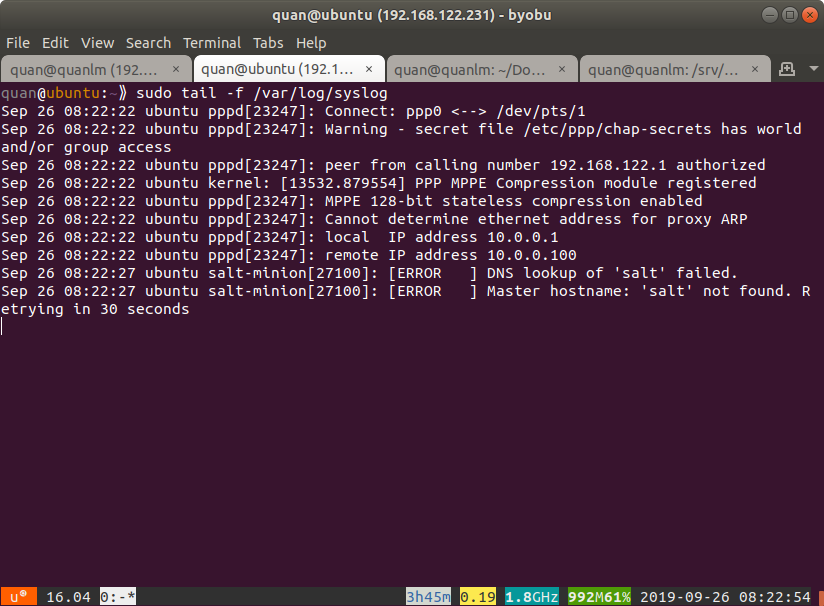 quan@ubuntu (192.168.122.231) - byobu
File Edit View Search Terminal Tabs Help
quan@quanlm (192.... × quan@ubuntu (192.1... × quan@quanlm: ~/Do... × quan@quanlm: /srv/... ×
quan@ubuntu:~⟫ sudo tail -f /var/log/syslog
Sep 26 08:22:22 ubuntu pppd[23247]: Connect: ppp0 <--> /dev/pts/1
Sep 26 08:22:22 ubuntu pppd[23247]: Warning - secret file /etc/ppp/chap-secrets has world
and/or group access
Sep 26 08:22:22 ubuntu pppd[23247]: peer from calling number 192.168.122.1 authorized
Sep 26 08:22:22 ubuntu kernel: [13532.879554] PPP MPPE Compression module registered
Sep 26 08:22:22 ubuntu pppd[23247]: MPPE 128-bit stateless compression enabled
Sep 26 08:22:22 ubuntu pppd[23247]: Cannot determine ethernet address for proxy ARP
Sep 26 08:22:22 ubuntu pppd[23247]: local  IP address 10.0.0.1
Sep 26 08:22:22 ubuntu pppd[23247]: remote IP address 10.0.0.100
Sep 26 08:22:27 ubuntu salt-minion[27100]: [ERROR   ] DNS lookup of 'salt' failed.
Sep 26 08:22:27 ubuntu salt-minion[27100]: [ERROR   ] Master hostname: 'salt' not found. R
etrying in 30 seconds
u® 16.04 0:-* 3h45m 0.19 1.8GHz 992M61% 2019-09-26 08:22:54